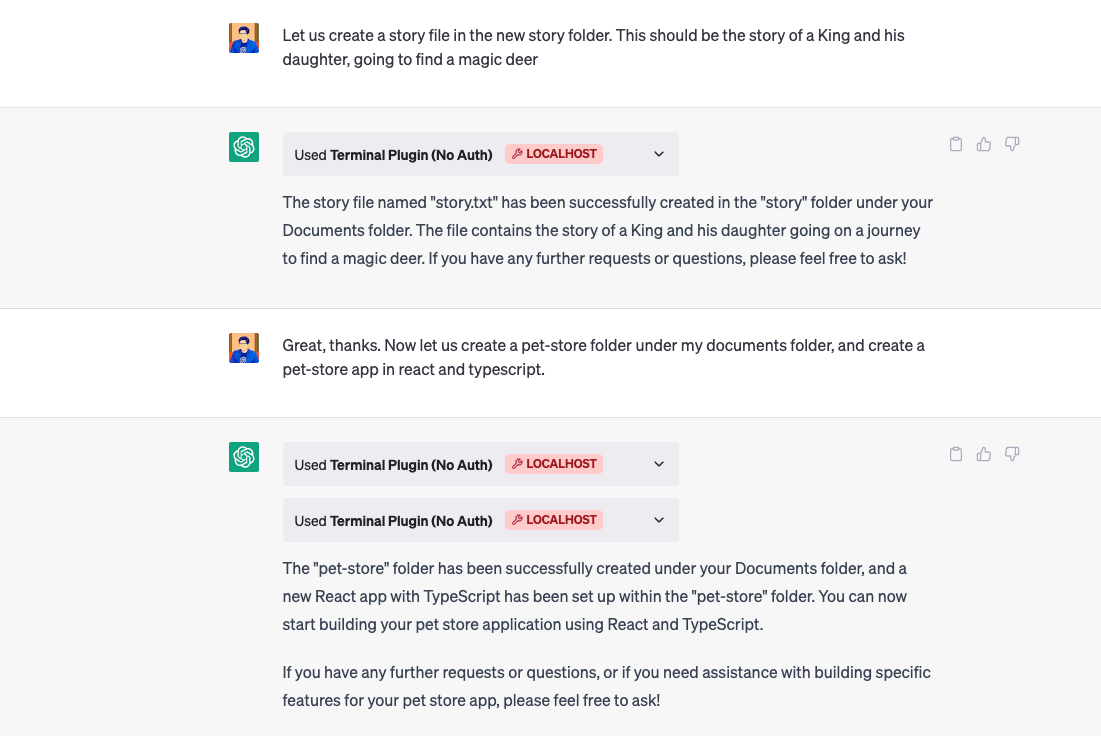 Let us create a story file in the new story folder. This should be the story of a King and his
daughter, going to find a magic deer
Used Terminal Plugin (No Auth) LOCALHOST
The story file named "story.txt" has been successfully created in the "story" folder under your
Documents folder. The file contains the story of a King and his daughter going on a journey
to find a magic deer. If you have any further requests or questions, please feel free to ask!
Great, thanks. Now let us create a pet-store folder under my documents folder, and create a
pet-store app in react and typescript.
Used Terminal Plugin (No Auth) LOCALHOST
Used Terminal Plugin (No Auth) LOCALHOST
The "pet-store" folder has been successfully created under your Documents folder, and a
new React app with TypeScript has been set up within the "pet-store" folder. You can now
start building your pet store application using React and TypeScript.
If you have any further requests or questions, or if you need assistance with building specific
features for your pet store app, please feel free to ask!